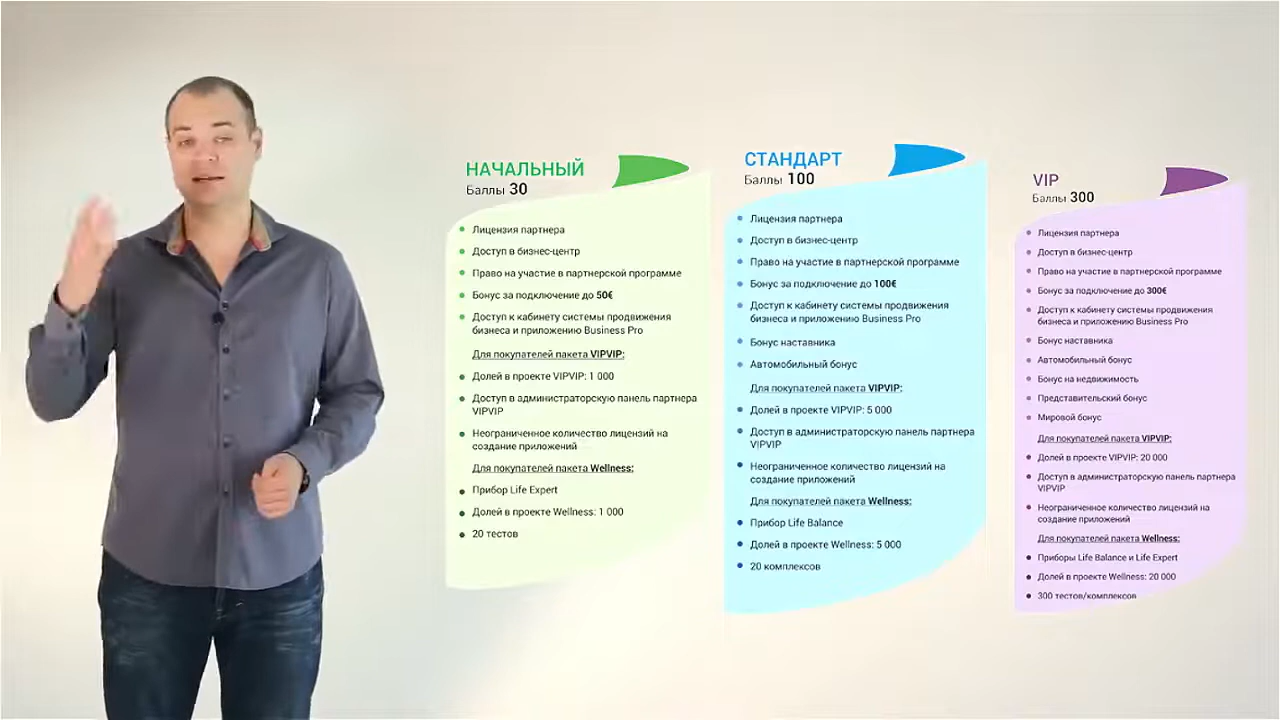 НАЧАЛЬНЫЙ
Баллы 30
Лицензия партнера
Доступ в бизнес-центр
Право на участие в партнерской программе
Бонус за подключение до 50€
Доступ к кабинету системы продвижения
бизнеса и приложению Business Pro
Для покупателей пакета VIPVIP:
Долей в проекте VIPVIP: 1 000
Доступ в администраторскую панель партнера
VIPVIP
Неограниченное количество лицензий на
создание приложений
Для покупателей пакета Wellness:
Прибор Life Expert
Долей в проекте Wellness: 1 000
20 тестов
СТАНДАРТ
Баллы 100
Лицензия партнера
Доступ в бизнес-центр
Право на участие в партнерской программе
Бонус за подключение до 100€
Доступ к кабинету системы продвижения
бизнеса и приложению Business Pro
Бонус наставника
Автомобильный бонус
Для покупателей пакета VIPVIP:
Долей в проекте VIPVIP: 5 000
Доступ в администраторскую панель партнера
VIPVIP
Неограниченное количество лицензий на
создание приложений
Для покупателей пакета Wellness:
Прибор Life Balance
Долей в проекте Wellness: 5 000
20 комплексов
VIP
Баллы 300
Лицензия партнера
Доступ в бизнес-центр
Право на участие в партнерской программе
Бонус за подключение до 300€
Доступ к кабинету системы продвижения
бизнеса и приложению Business Pro
Бонус наставника
Автомобильный бонус
Бонус на недвижимость
Представительский бонус
Мировой бонус
Для покупателей пакета VIPVIP:
Долей в проекте VIPVIP: 20 000
Доступ в администраторскую панель партнера
VIPVIP
Неограниченное количество лицензий на
создание приложений
Для покупателей пакета Wellness:
Приборы Life Balance и Life Expert
Долей в проекте Wellness: 20 000
300 тестов/комплексов